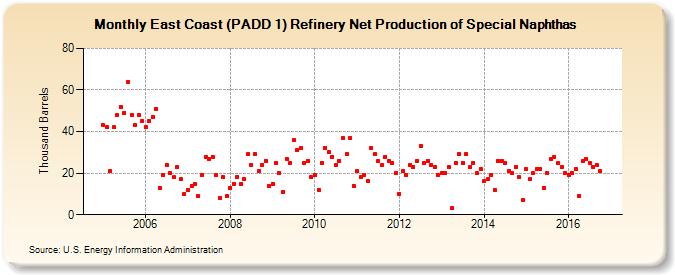 Monthly East Coast (PADD 1) Refinery Net Production of Special Naphthas
Thousand Barrels
80
60
40
20
0
2006 2008 2010 2012 2014 2016
Source: U.S. Energy Information Administration